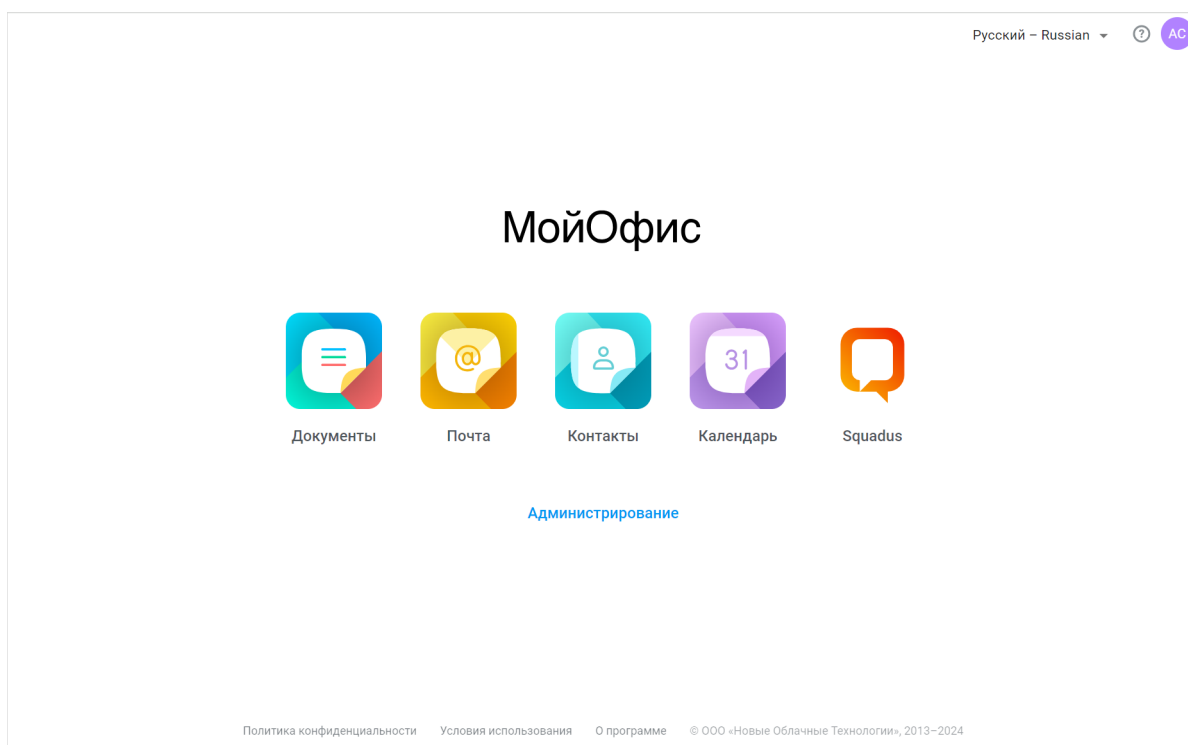 Русский – Russian
?
АС
МойОфис
@
31
Документы
Почта
Контакты
Календарь
Squadus
Администрирование
Политика конфиденциальности
Условия использования
О программе
© ООО «Новые Облачные Технологии», 2013–2024